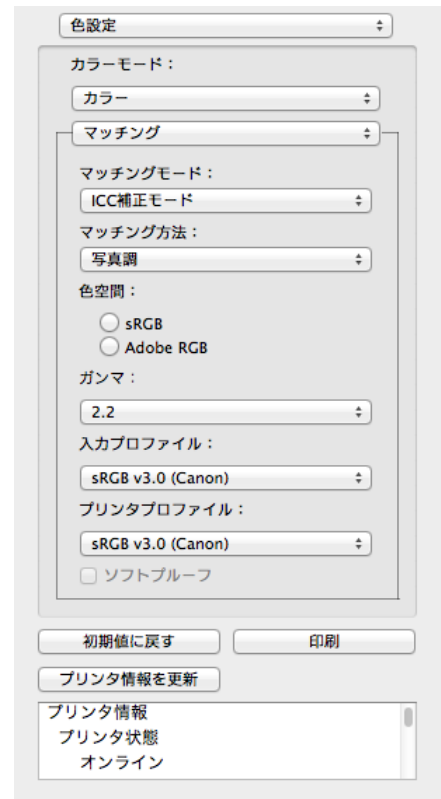 色設定
カラーモード：
カラー
マッチング
マッチングモード：
ICC補正モード
マッチング方法：
写真調
色空間：
sRGB
Adobe RGB
ガンマ：
2.2
入力プロファイル：
sRGB v3.0 (Canon)
プリンタプロファイル：
sRGB v3.0 (Canon)
ソフトプルーフ
初期値に戻す 印刷
プリンタ情報を更新
プリンタ情報
プリンタ状態
オンライン